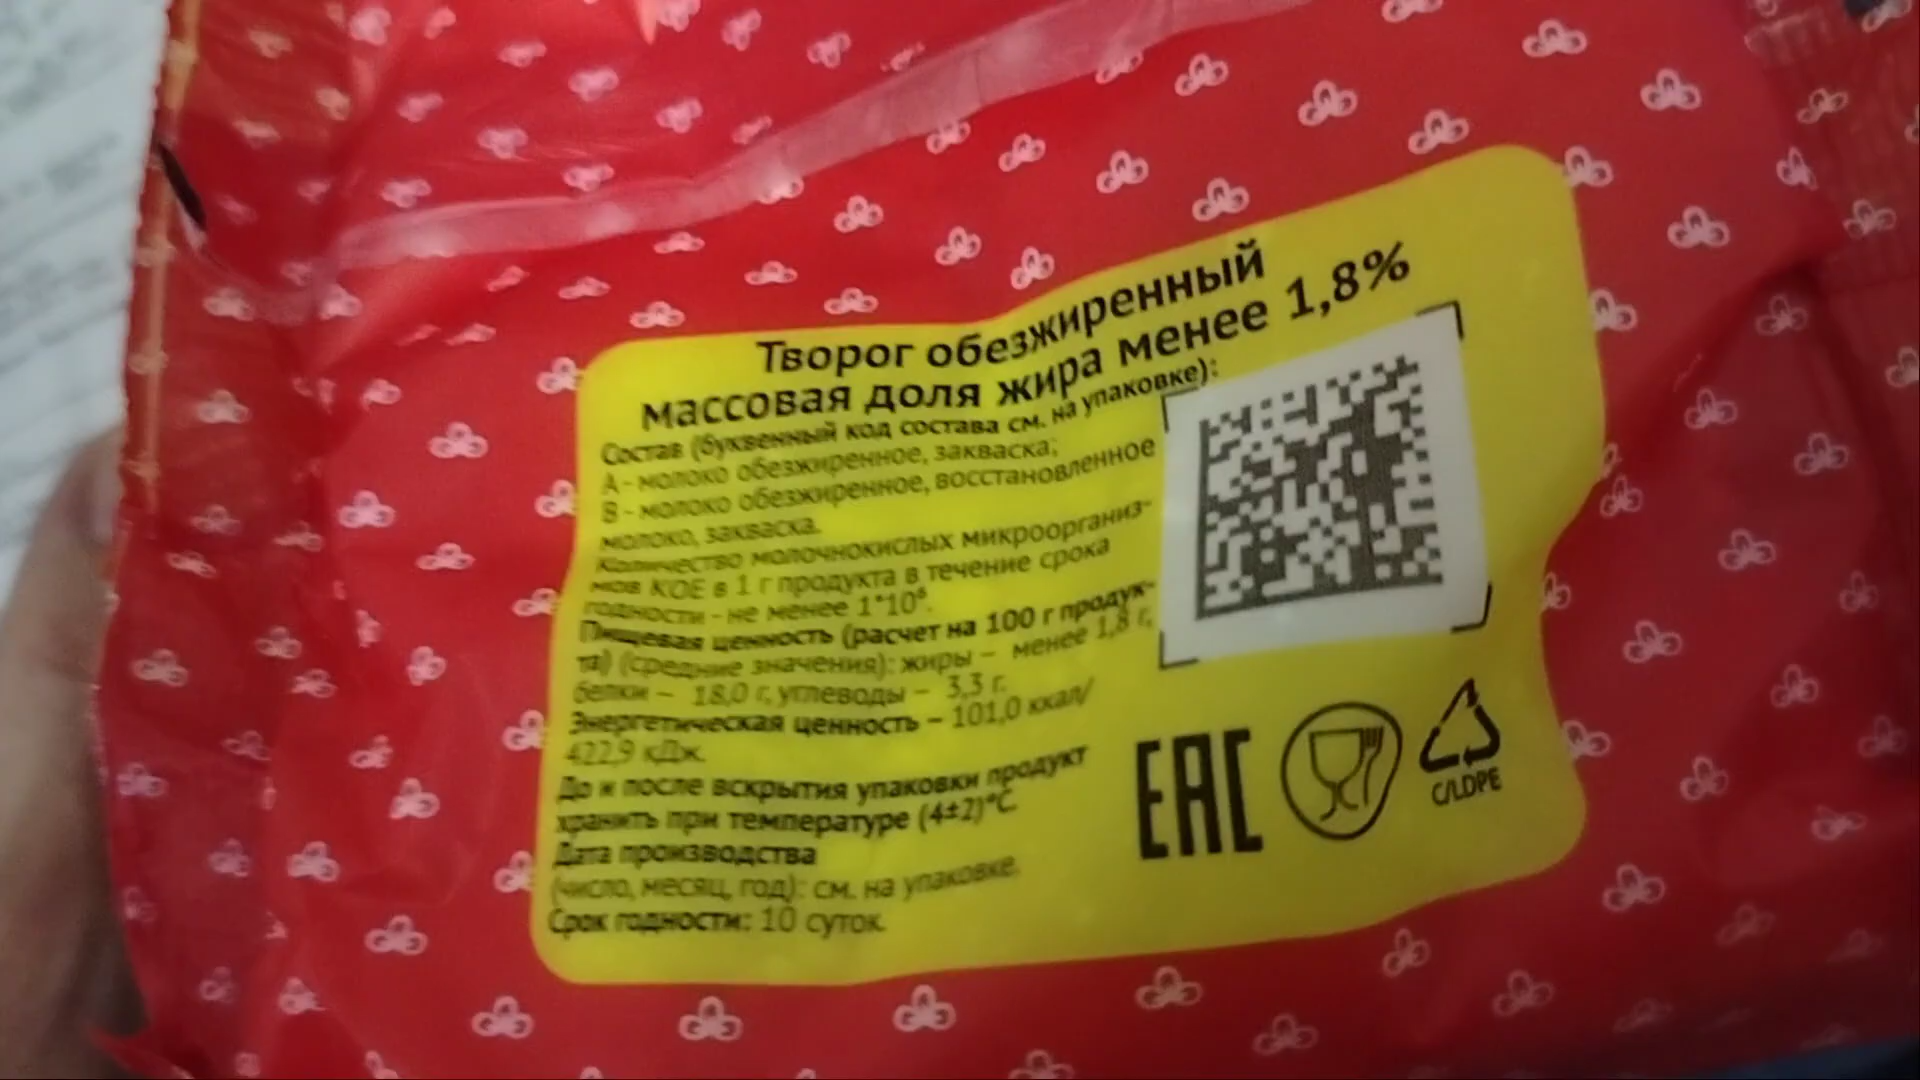 Творог обезжиренный
массовая доля жира менее 1,8%
Состав (буквенный код состава см. на упаковке):
А - молоко обезжиренное, закваска;
В - молоко обезжиренное, восстановленное
молоко, закваска.
Количество молочнокислых микроорганиз-
мов КОЕ в 1 г продукта в течение срока
годности - не менее 1*10⁶.
Пищевая ценность (расчет на 100 г продук-
та) (средние значения): жиры – менее 1,8 г,
белки – 18,0 г, углеводы – 3,3 г.
Энергетическая ценность – 101,0 ккал/
422,9 кДж.
До и после вскрытия упаковки продукт
хранить при температуре (4±2)°С.
Дата производства
(число, месяц, год): см. на упаковке.
Срок годности: 10 суток.
ЕАС
C/LDPE